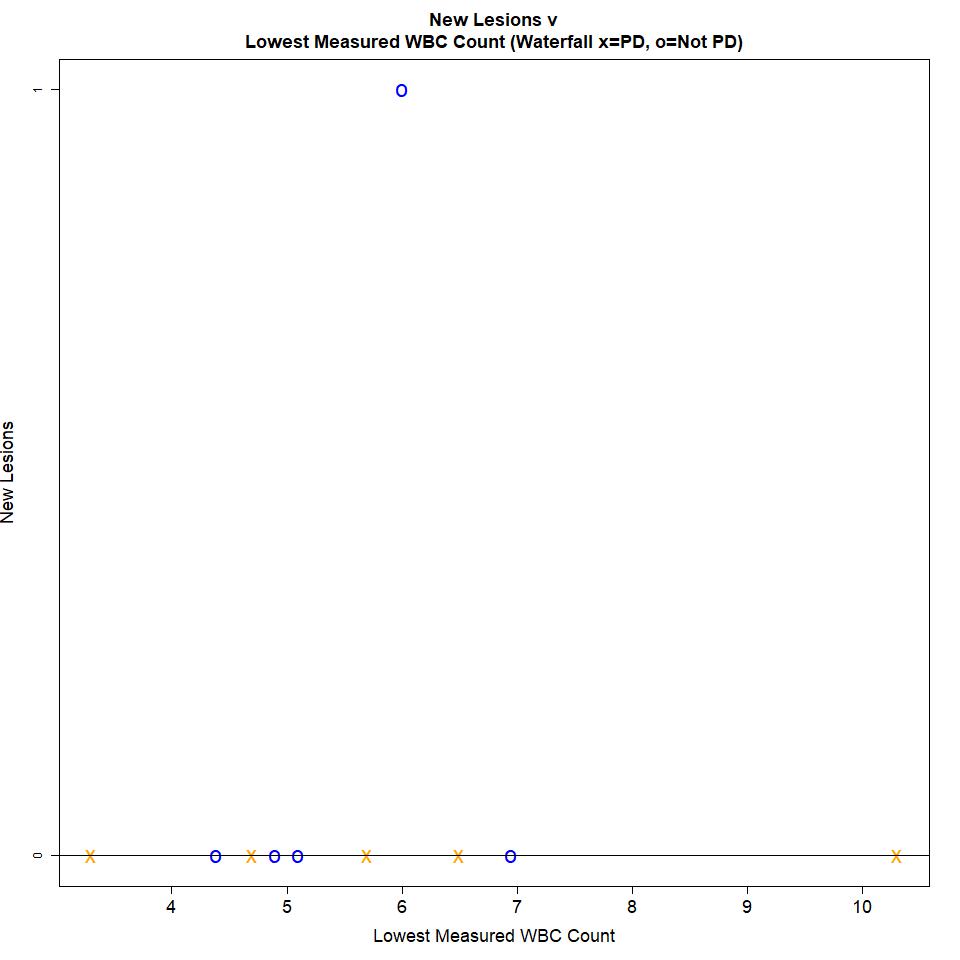 New Lesions v
Lowest Measured WBC Count (Waterfall x=PD, o=Not PD)
1
o
New Lesions
0
x o x o o x x o x
4 5 6 7 8 9 10
Lowest Measured WBC Count